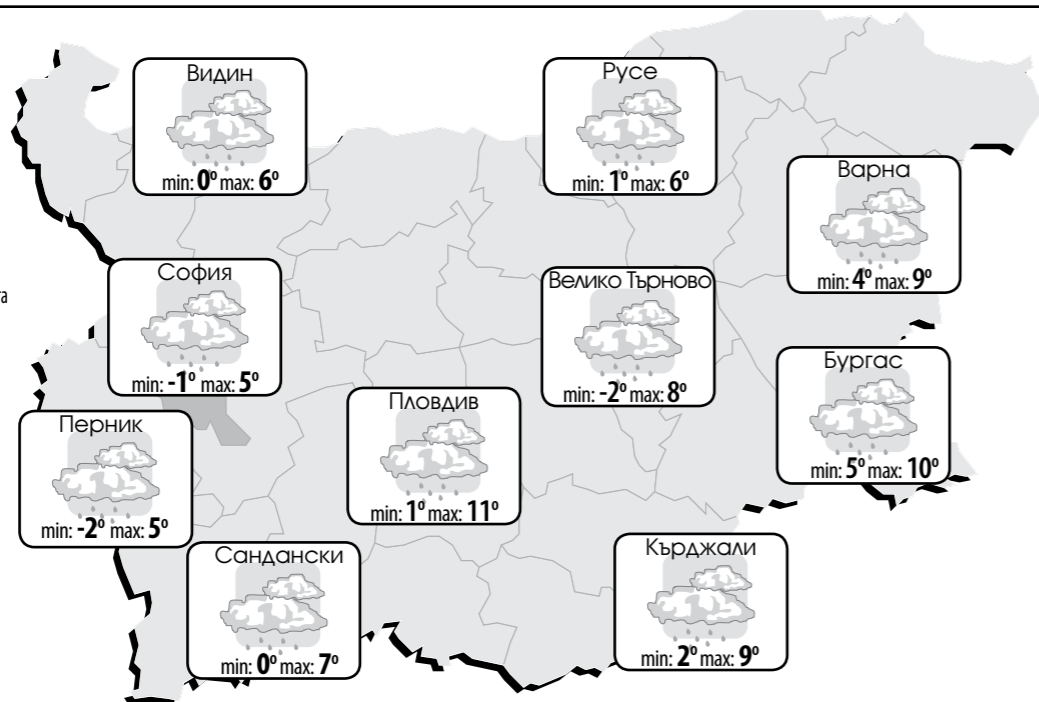 Видин
min: 0° max: 6°
Русе
min: 1° max: 6°
Варна
min: 4° max: 9°
София
min: -1° max: 5°
Велико Търново
min: -2° max: 8°
Бургас
min: 5° max: 10°
Пловдив
min: 1° max: 11°
Перник
min: -2° max: 5°
Сандански
min: 0° max: 7°
Кърджали
min: 2° max: 9°